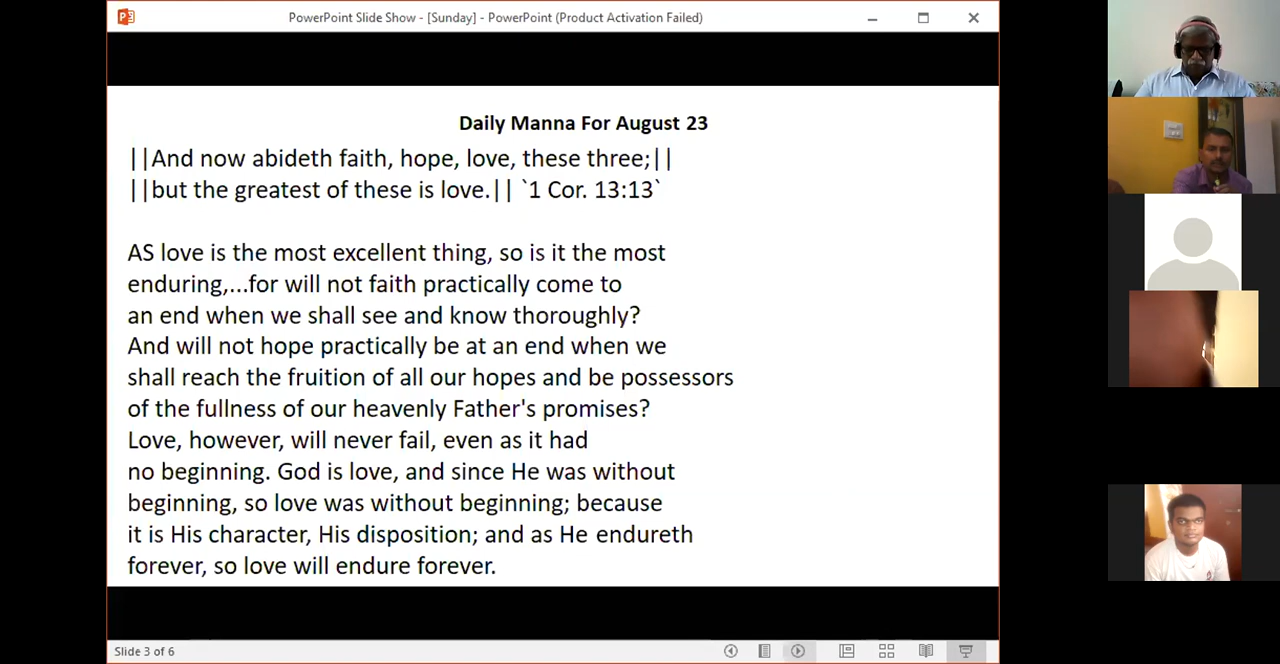 PowerPoint Slide Show - [Sunday] - PowerPoint (Product Activation Failed)
Daily Manna For August 23
||And now abideth faith, hope, love, these three;||
||but the greatest of these is love.|| `1 Cor. 13:13`
AS love is the most excellent thing, so is it the most
enduring,...for will not faith practically come to
an end when we shall see and know thoroughly?
And will not hope practically be at an end when we
shall reach the fruition of all our hopes and be possessors
of the fullness of our heavenly Father's promises?
Love, however, will never fail, even as it had
no beginning. God is love, and since He was without
beginning, so love was without beginning; because
it is His character, His disposition; and as He endureth
forever, so love will endure forever.
Slide 3 of 6